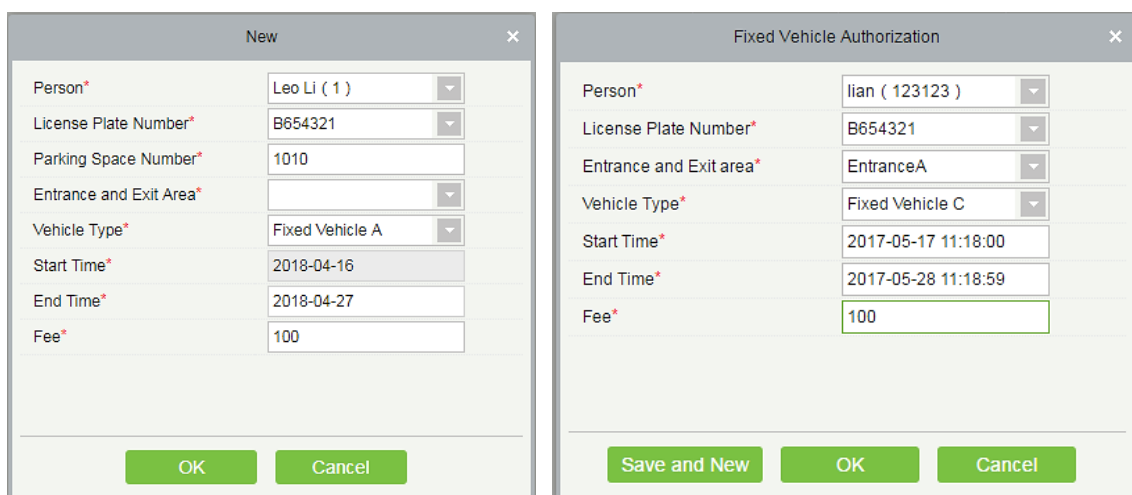 New
Person* Leo Li ( 1 )
License Plate Number* B654321
Parking Space Number* 1010
Entrance and Exit Area*
Vehicle Type* Fixed Vehicle A
Start Time* 2018-04-16
End Time* 2018-04-27
Fee* 100
OK Cancel
Fixed Vehicle Authorization
Person* lian ( 123123 )
License Plate Number* B654321
Entrance and Exit area* EntranceA
Vehicle Type* Fixed Vehicle C
Start Time* 2017-05-17 11:18:00
End Time* 2017-05-28 11:18:59
Fee* 100
Save and New OK Cancel